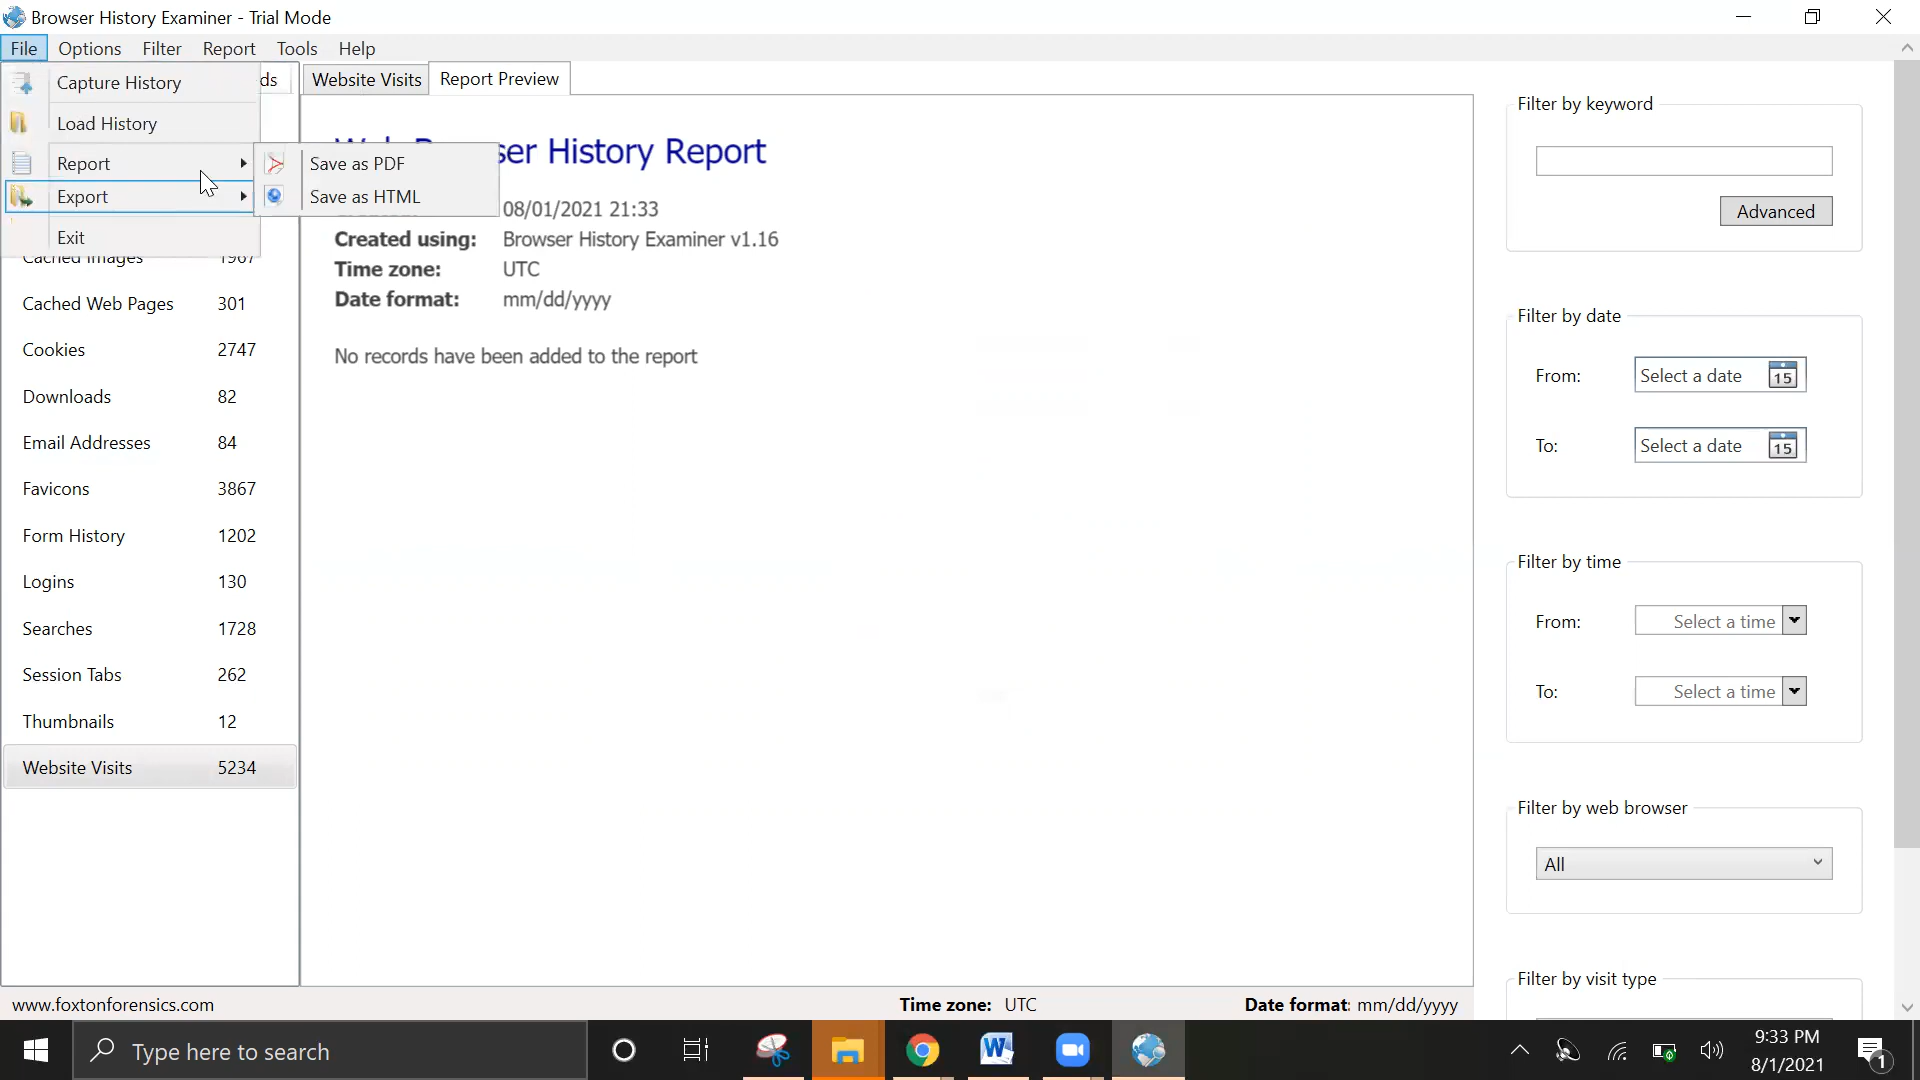 Browser History Examiner - Trial Mode
File Options Filter Report Tools Help
Capture History
Load History
Report
Export
Exit
Save as PDF
Save as HTML
ds
Cached Images 1967
Cached Web Pages 301
Cookies 2747
Downloads 82
Email Addresses 84
Favicons 3867
Form History 1202
Logins 130
Searches 1728
Session Tabs 262
Thumbnails 12
Website Visits 5234
Website Visits Report Preview
Web Browser History Report
08/01/2021 21:33
Created using: Browser History Examiner v1.16
Time zone: UTC
Date format: mm/dd/yyyy
No records have been added to the report
Filter by keyword
Advanced
Filter by date
From: Select a date 15
To: Select a date 15
Filter by time
From: Select a time
To: Select a time
Filter by web browser
All
Filter by visit type
www.foxtonforensics.com Time zone: UTC Date format: mm/dd/yyyy
Type here to search
9:33 PM
8/1/2021
1